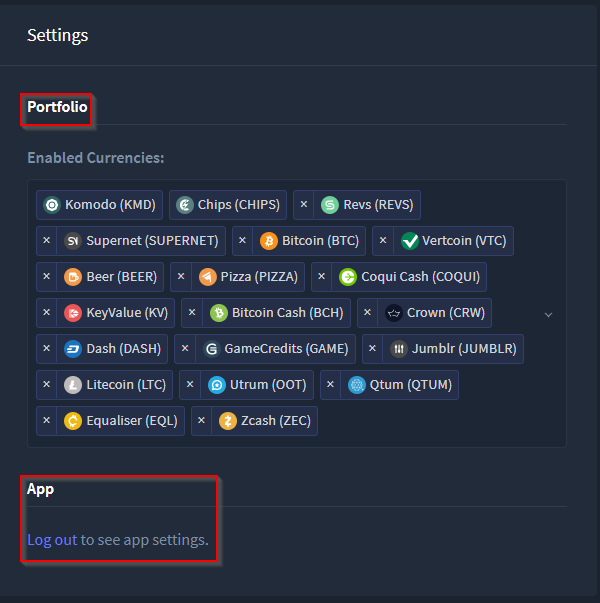 Settings
Portfolio
Enabled Currencies:
Komodo (KMD) Chips (CHIPS) × Revs (REVS)
× Supernet (SUPERNET) × Bitcoin (BTC) × Vertcoin (VTC)
× Beer (BEER) × Pizza (PIZZA) × Coqui Cash (COQUI)
× KeyValue (KV) × Bitcoin Cash (BCH) × Crown (CRW)
× Dash (DASH) × GameCredits (GAME) × Jumblr (JUMBLR)
× Litecoin (LTC) × Utrum (OOT) × Qtum (QTUM)
× Equaliser (EQL) × Zcash (ZEC)
App
Log out to see app settings.